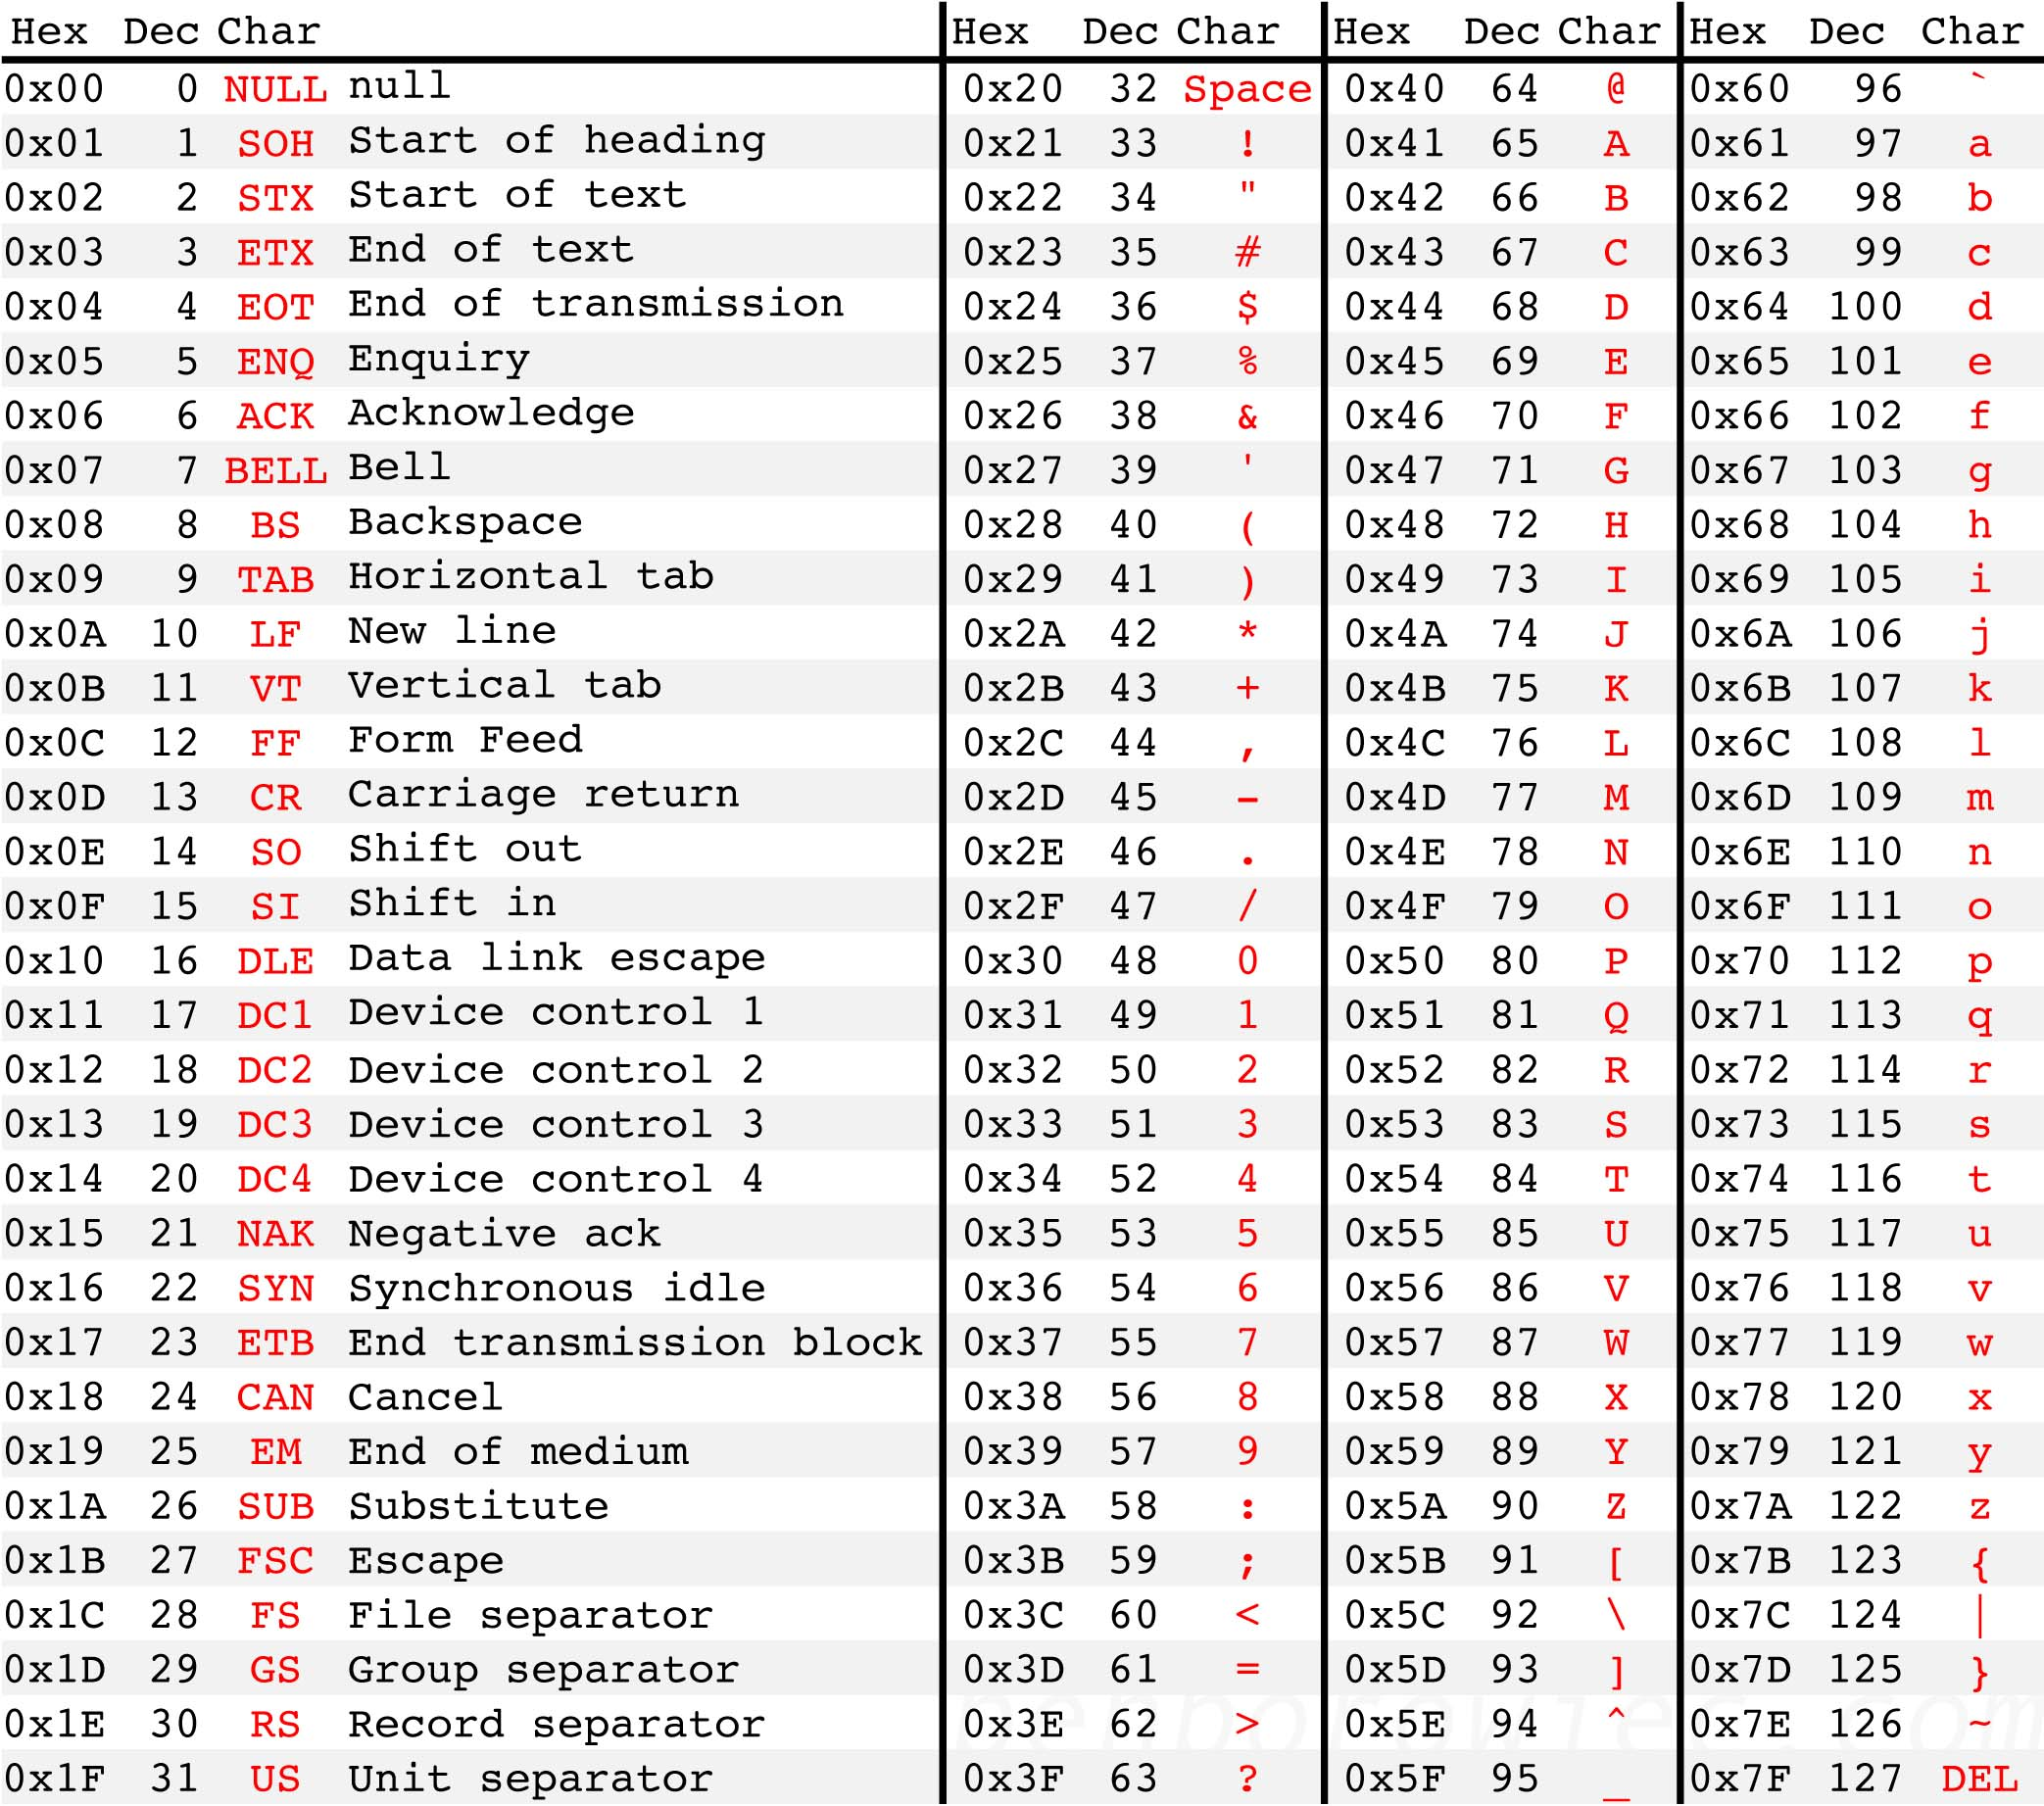 Hex Dec Char Hex Dec Char Hex Dec Char Hex Dec Char
0x00 0 NULL null 0x20 32 Space 0x40 64 @ 0x60 96 `
0x01 1 SOH Start of heading 0x21 33 ! 0x41 65 A 0x61 97 a
0x02 2 STX Start of text 0x22 34 " 0x42 66 B 0x62 98 b
0x03 3 ETX End of text 0x23 35 # 0x43 67 C 0x63 99 c
0x04 4 EOT End of transmission 0x24 36 $ 0x44 68 D 0x64 100 d
0x05 5 ENQ Enquiry 0x25 37 % 0x45 69 E 0x65 101 e
0x06 6 ACK Acknowledge 0x26 38 & 0x46 70 F 0x66 102 f
0x07 7 BELL Bell 0x27 39 ' 0x47 71 G 0x67 103 g
0x08 8 BS Backspace 0x28 40 ( 0x48 72 H 0x68 104 h
0x09 9 TAB Horizontal tab 0x29 41 ) 0x49 73 I 0x69 105 i
0x0A 10 LF New line 0x2A 42 * 0x4A 74 J 0x6A 106 j
0x0B 11 VT Vertical tab 0x2B 43 + 0x4B 75 K 0x6B 107 k
0x0C 12 FF Form Feed 0x2C 44 , 0x4C 76 L 0x6C 108 l
0x0D 13 CR Carriage return 0x2D 45 - 0x4D 77 M 0x6D 109 m
0x0E 14 SO Shift out 0x2E 46 . 0x4E 78 N 0x6E 110 n
0x0F 15 SI Shift in 0x2F 47 / 0x4F 79 O 0x6F 111 o
0x10 16 DLE Data link escape 0x30 48 0 0x50 80 P 0x70 112 p
0x11 17 DC1 Device control 1 0x31 49 1 0x51 81 Q 0x71 113 q
0x12 18 DC2 Device control 2 0x32 50 2 0x52 82 R 0x72 114 r
0x13 19 DC3 Device control 3 0x33 51 3 0x53 83 S 0x73 115 s
0x14 20 DC4 Device control 4 0x34 52 4 0x54 84 T 0x74 116 t
0x15 21 NAK Negative ack 0x35 53 5 0x55 85 U 0x75 117 u
0x16 22 SYN Synchronous idle 0x36 54 6 0x56 86 V 0x76 118 v
0x17 23 ETB End transmission block 0x37 55 7 0x57 87 W 0x77 119 w
0x18 24 CAN Cancel 0x38 56 8 0x58 88 X 0x78 120 x
0x19 25 EM End of medium 0x39 57 9 0x59 89 Y 0x79 121 y
0x1A 26 SUB Substitute 0x3A 58 : 0x5A 90 Z 0x7A 122 z
0x1B 27 FSC Escape 0x3B 59 ; 0x5B 91 [ 0x7B 123 {
0x1C 28 FS File separator 0x3C 60 < 0x5C 92 \ 0x7C 124 |
0x1D 29 GS Group separator 0x3D 61 = 0x5D 93 ] 0x7D 125 }
0x1E 30 RS Record separator 0x3E 62 > 0x5E 94 ^ 0x7E 126 ~
0x1F 31 US Unit separator 0x3F 63 ? 0x5F 95 _ 0x7F 127 DEL